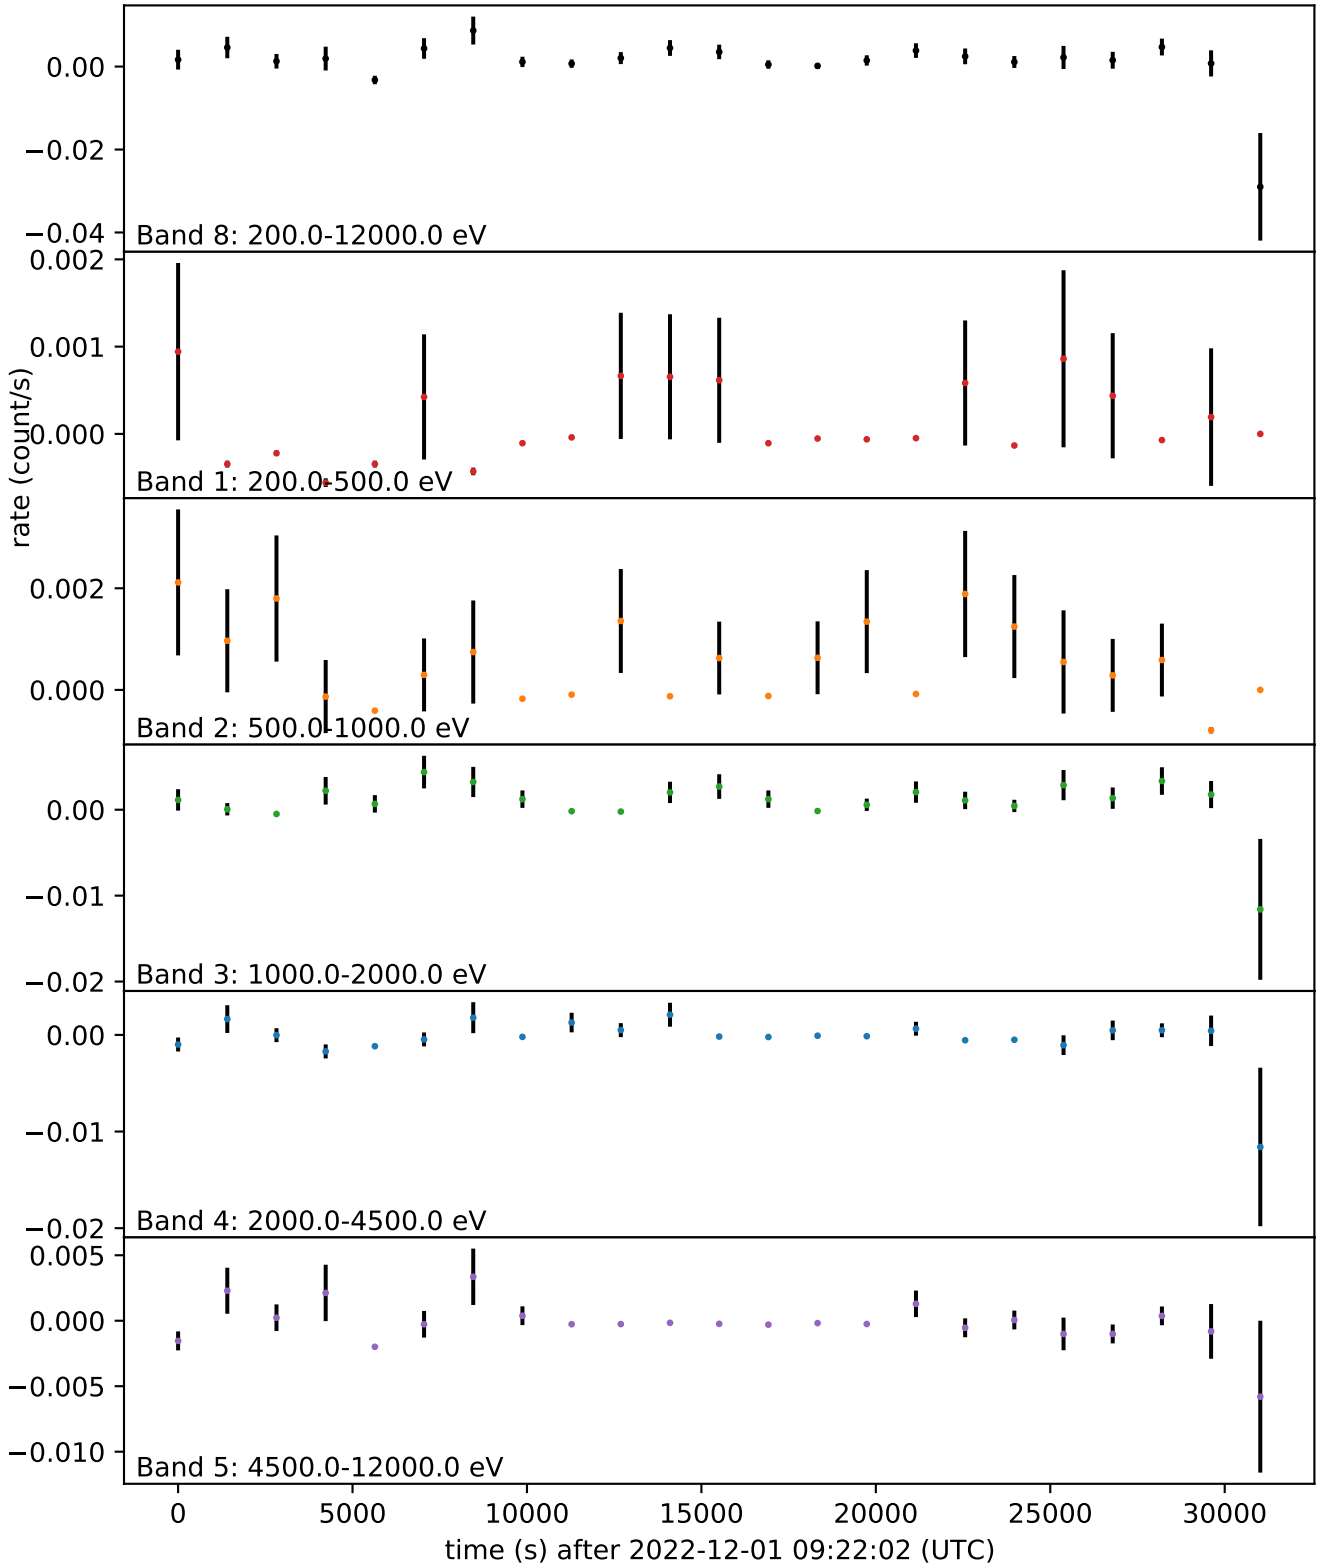 0.00
−0.02
−0.04
Band 8: 200.0-12000.0 eV
0.002
0.001
0.000
Band 1: 200.0-500.0 eV
rate (count/s)
0.002
0.000
Band 2: 500.0-1000.0 eV
0.00
−0.01
−0.02
Band 3: 1000.0-2000.0 eV
0.00
−0.01
−0.02
Band 4: 2000.0-4500.0 eV
0.005
0.000
−0.005
−0.010
Band 5: 4500.0-12000.0 eV
0 5000 10000 15000 20000 25000 30000
time (s) after 2022-12-01 09:22:02 (UTC)